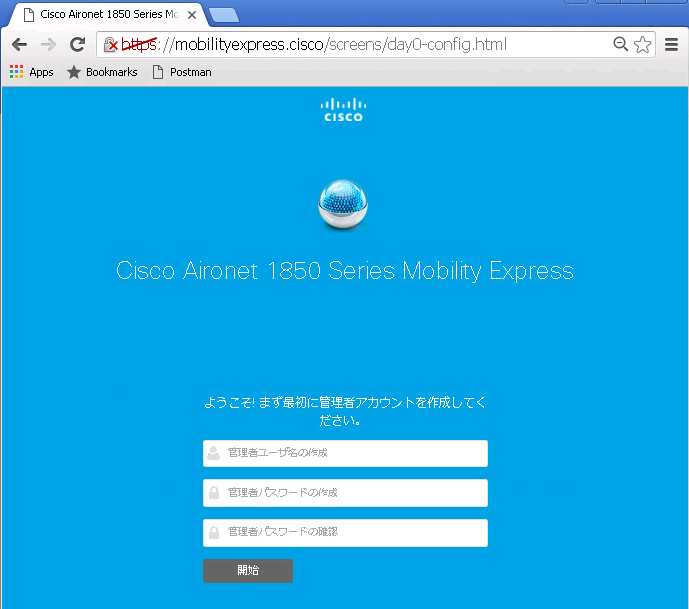 Cisco Aironet 1850 Series Mo
https://mobilityexpress.cisco/screens/day0-config.html
Apps Bookmarks Postman
CISCO
Cisco Aironet 1850 Series Mobility Express
ようこそ! まず最初に管理者アカウントを作成してく
ださい。
管理者ユーザ名の作成
管理者パスワードの作成
管理者パスワードの確認
開始